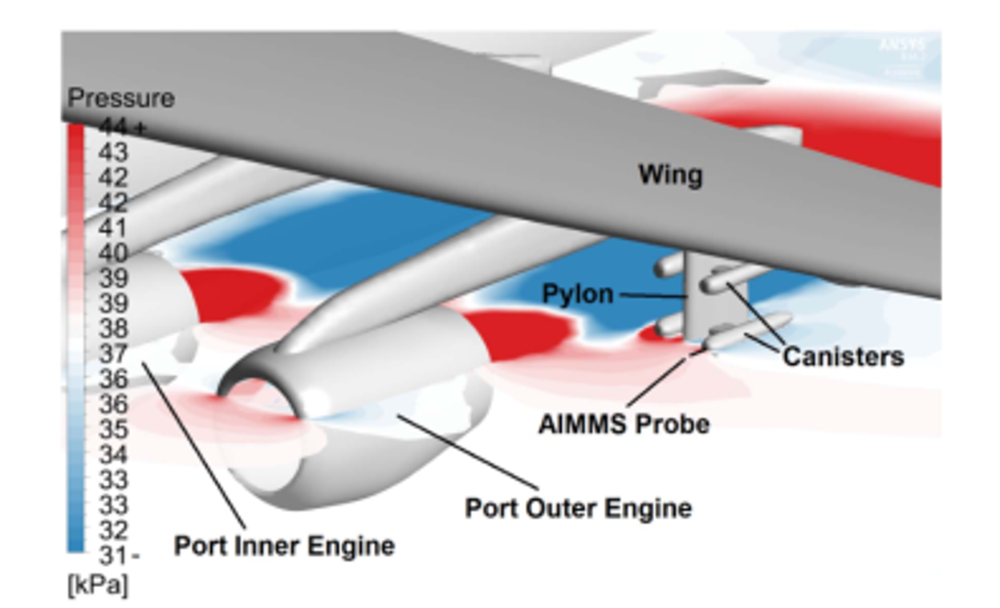 ANSYS
Pressure
44+
43
42
42
41
40
39
39
38
37
36
36
35
34
33
33
32
31-
[kPa]
Wing
Pylon
Canisters
AIMMS Probe
Port Outer Engine
Port Inner Engine